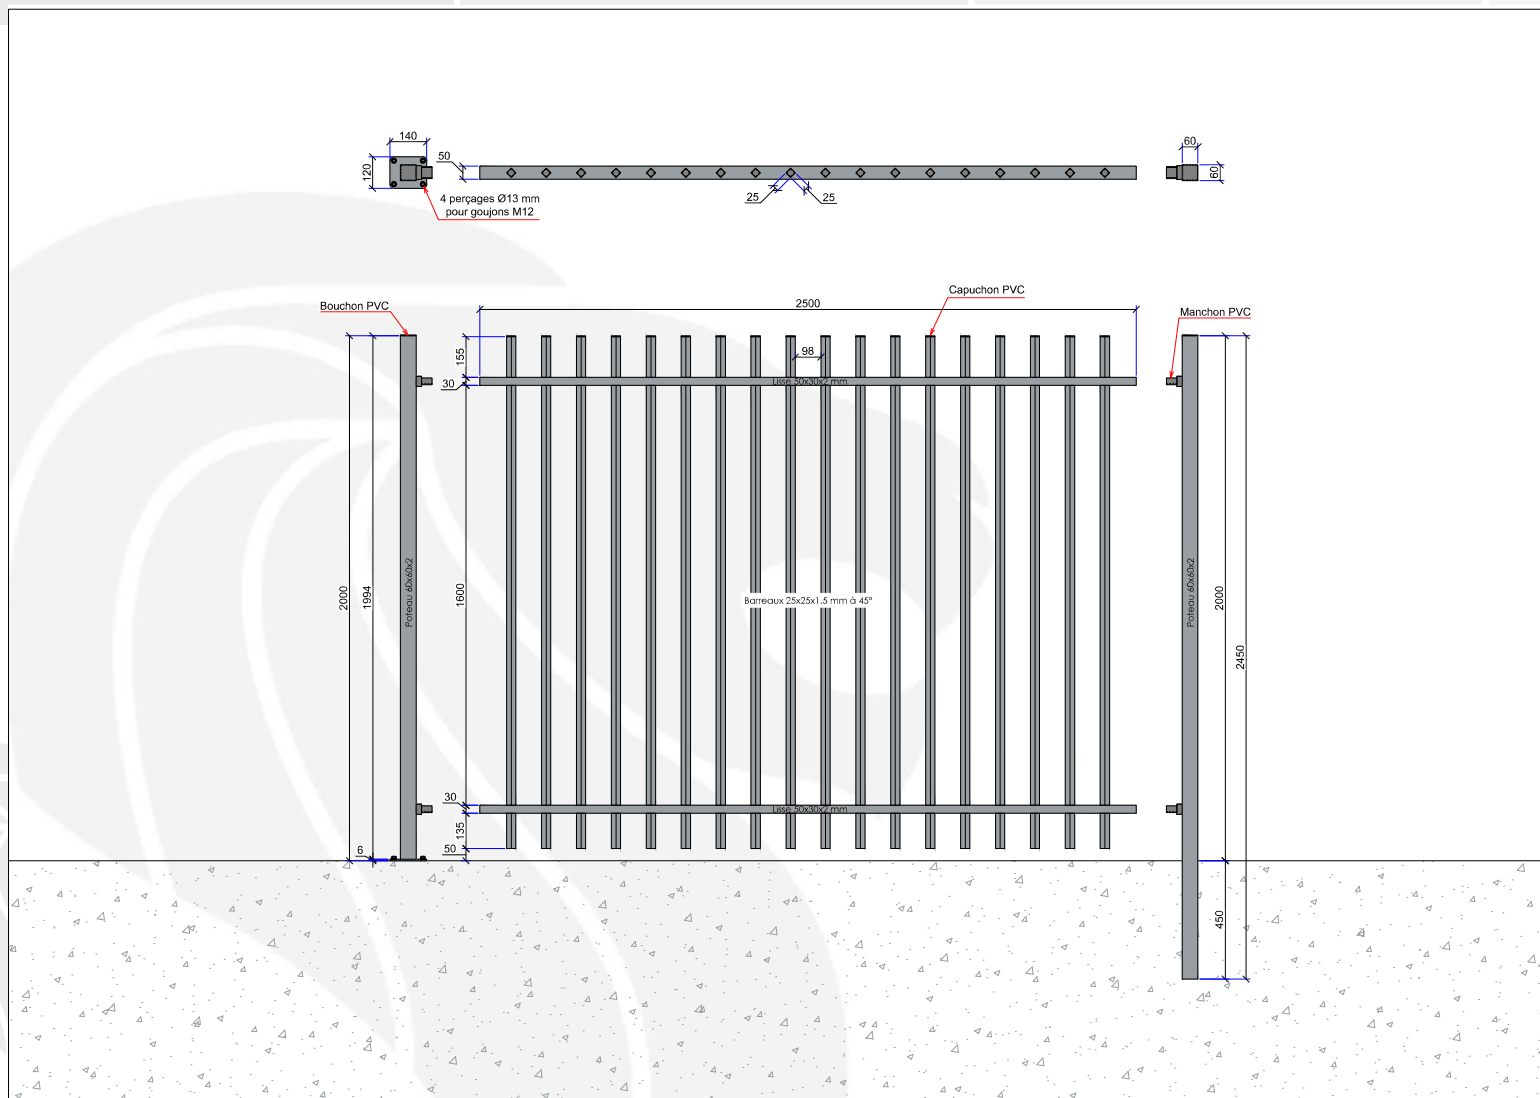 140
50
120
4 perçages Ø13 mm
pour goujons M12
25
25
60
60
Bouchon PVC
2500
Capuchon PVC
Manchon PVC
155
98
30
Lisse 50x30x2 mm
2000
1994
Poteau 60x60x2
1600
Barreaux 25x25x1.5 mm à 45°
Poteau 60x60x2
2000
2450
30
Lisse 50x30x2 mm
135
6
50
450